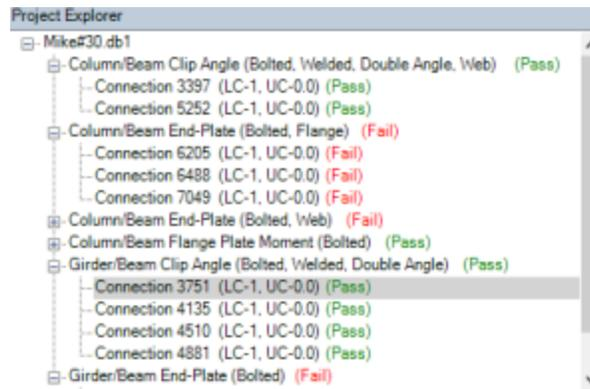 Project Explorer
Mike#30.db1
Column/Beam Clip Angle (Bolted, Welded, Double Angle, Web) (Pass)
Connection 3397 (LC-1, UC-0.0) (Pass)
Connection 5252 (LC-1, UC-0.0) (Pass)
Column/Beam End-Plate (Bolted, Flange) (Fail)
Connection 6205 (LC-1, UC-0.0) (Fail)
Connection 6488 (LC-1, UC-0.0) (Fail)
Connection 7049 (LC-1, UC-0.0) (Fail)
Column/Beam End-Plate (Bolted, Web) (Fail)
Column/Beam Flange Plate Moment (Bolted) (Pass)
Girder/Beam Clip Angle (Bolted, Welded, Double Angle) (Pass)
Connection 3751 (LC-1, UC-0.0) (Pass)
Connection 4135 (LC-1, UC-0.0) (Pass)
Connection 4510 (LC-1, UC-0.0) (Pass)
Connection 4881 (LC-1, UC-0.0) (Pass)
Girder/Beam End-Plate (Bolted) (Fail)